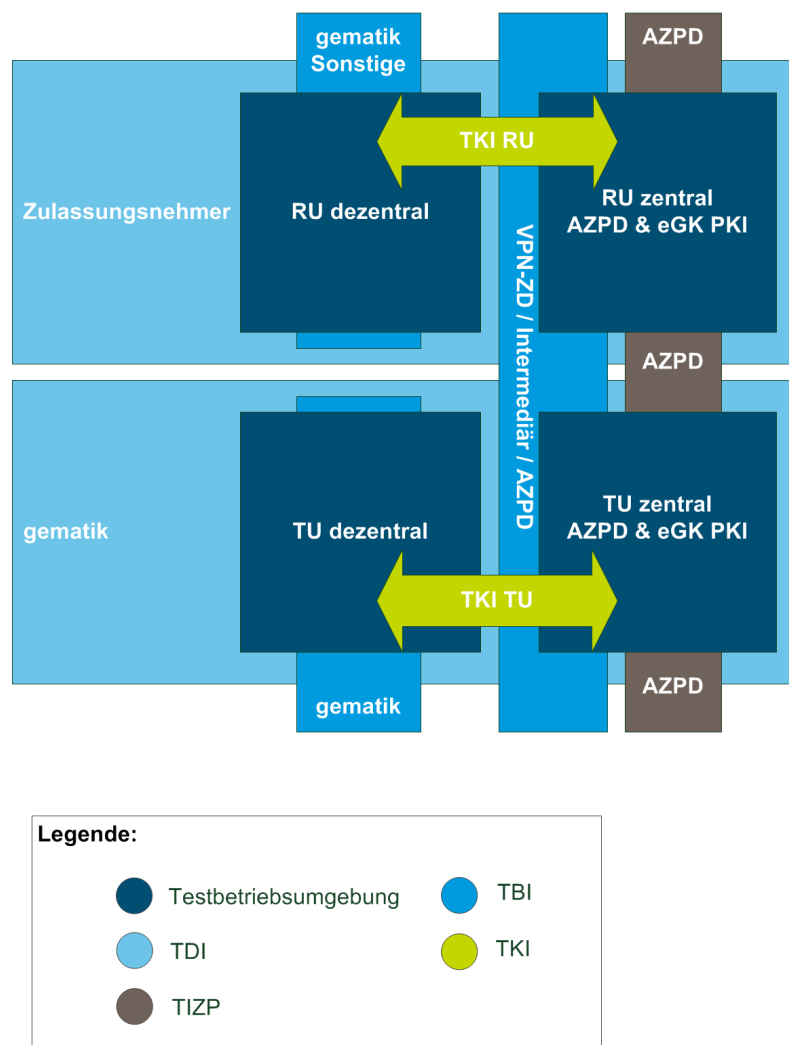 gematik
Sonstige
AZPD
TKI RU
Zulassungsnehmer
RU dezentral
RU zentral
AZPD & eGK PKI
VPN-ZD / Intermediär / AZPD
AZPD
gematik
TU dezentral
TU zentral
AZPD & eGK PKI
TKI TU
gematik
AZPD
Legende:
Testbetriebsumgebung
TBI
TDI
TKI
TIZP